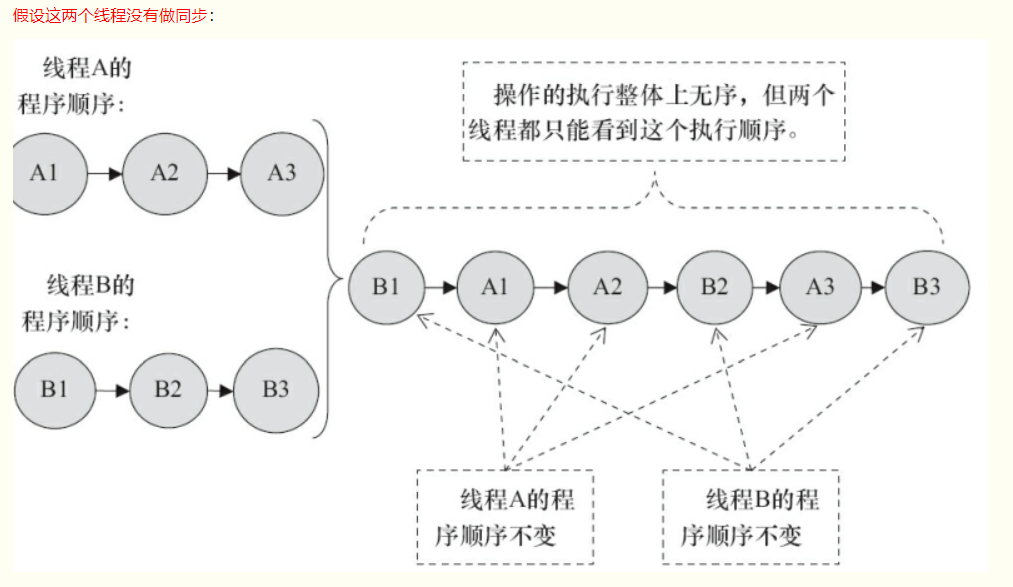 假设这两个线程没有做同步：
线程A的
程序顺序：
操作的执行整体上无序，但两个
线程都只能看到这个执行顺序。
A1 A2 A3
线程B的
程序顺序：
B1 A1 A2 B2 A3 B3
B1 B2 B3
线程A的程
序顺序不变
线程B的程
序顺序不变